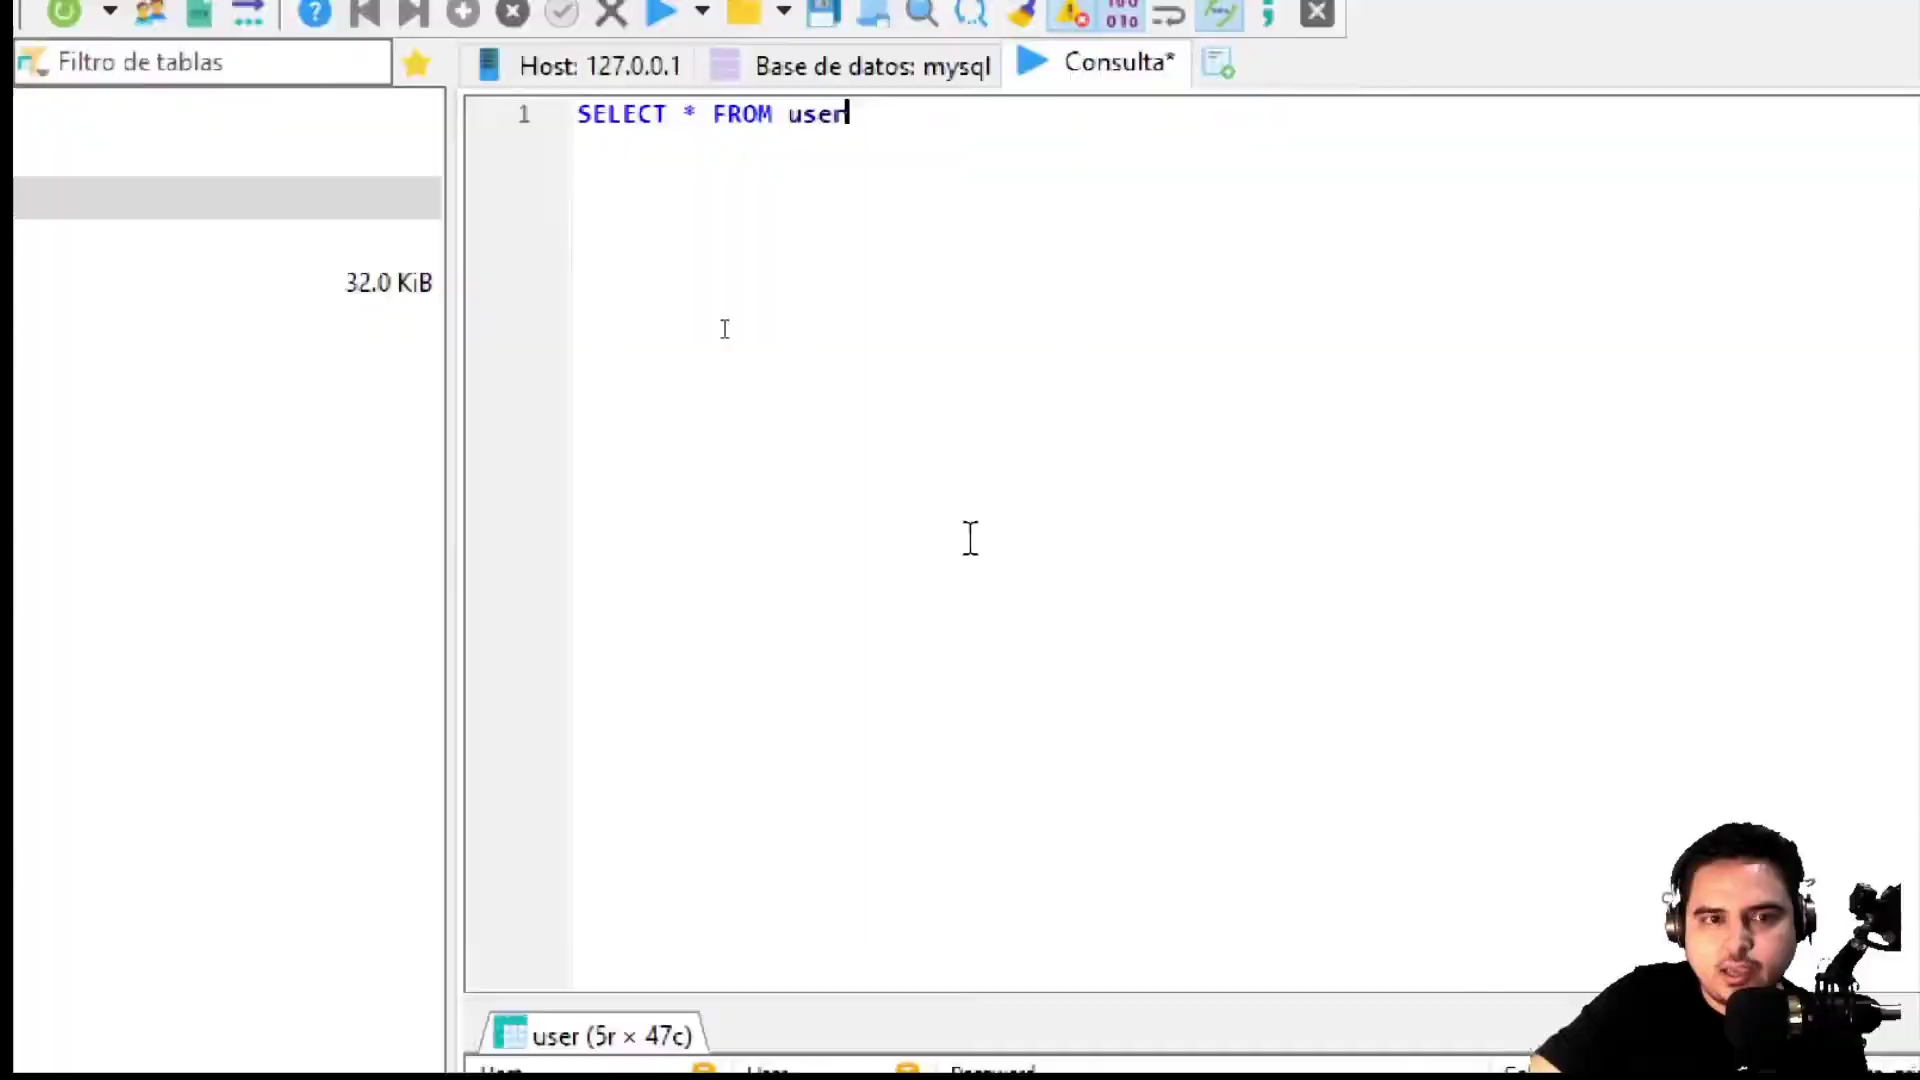 Filtro de tablas
Host: 127.0.0.1
Base de datos: mysql
Consulta*
1
SELECT * FROM user
32.0 KiB
user (5r × 47c)